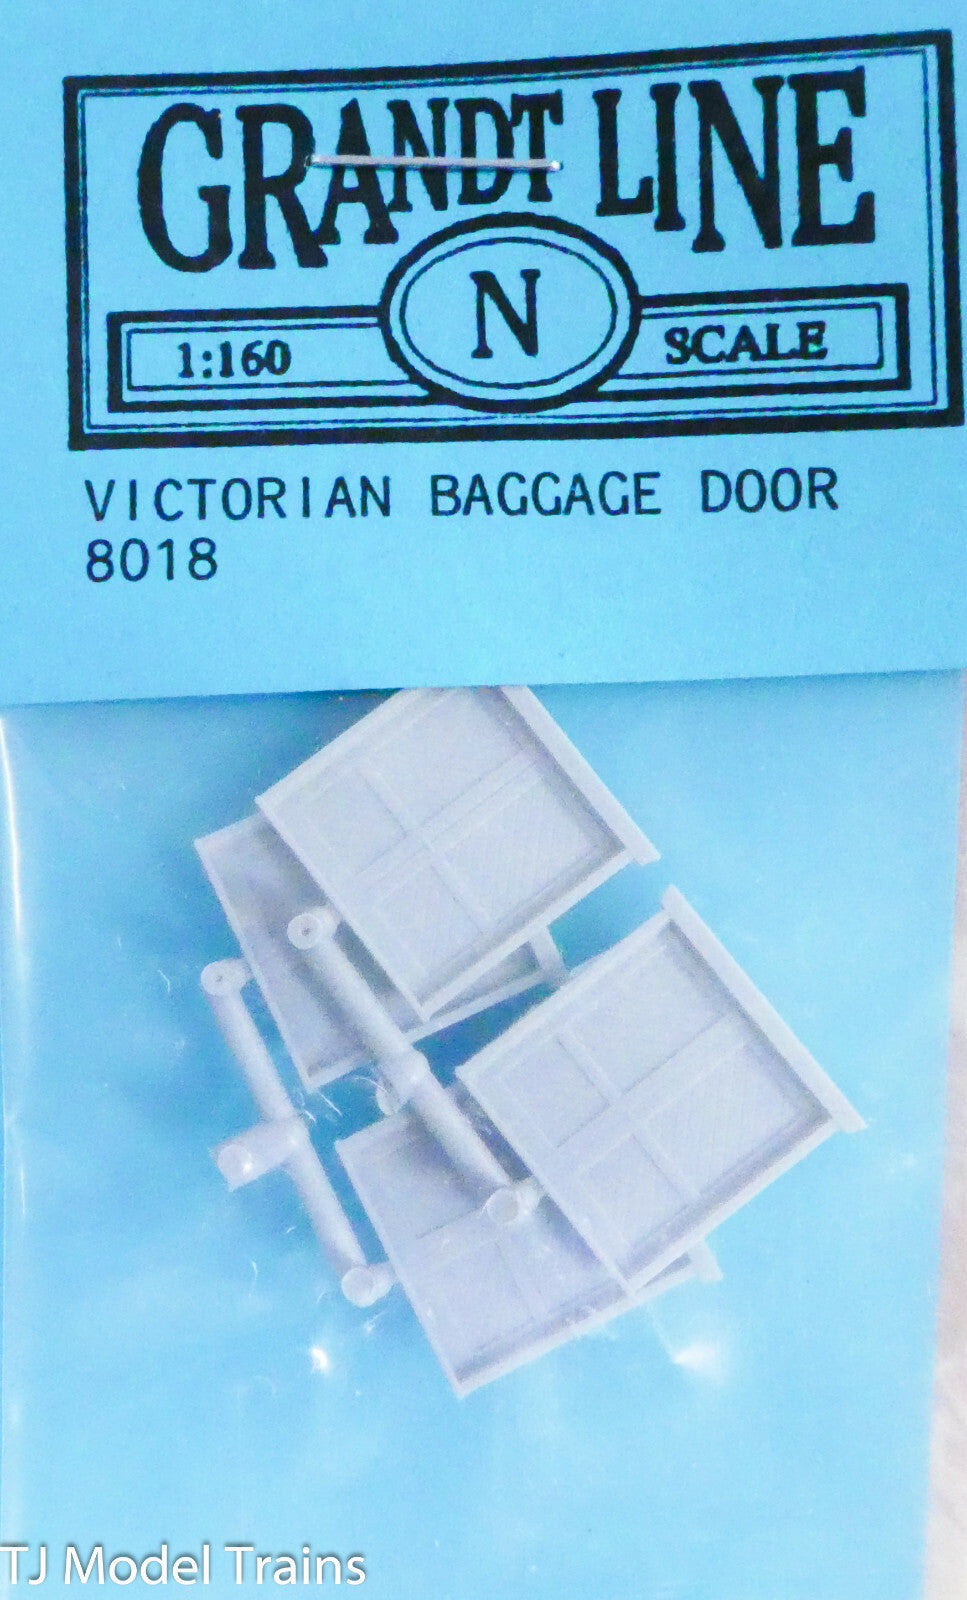 GRANDT LINE
1:160 N SCALE
VICTORIAN BAGGAGE DOOR
8018
TJ Model Trains